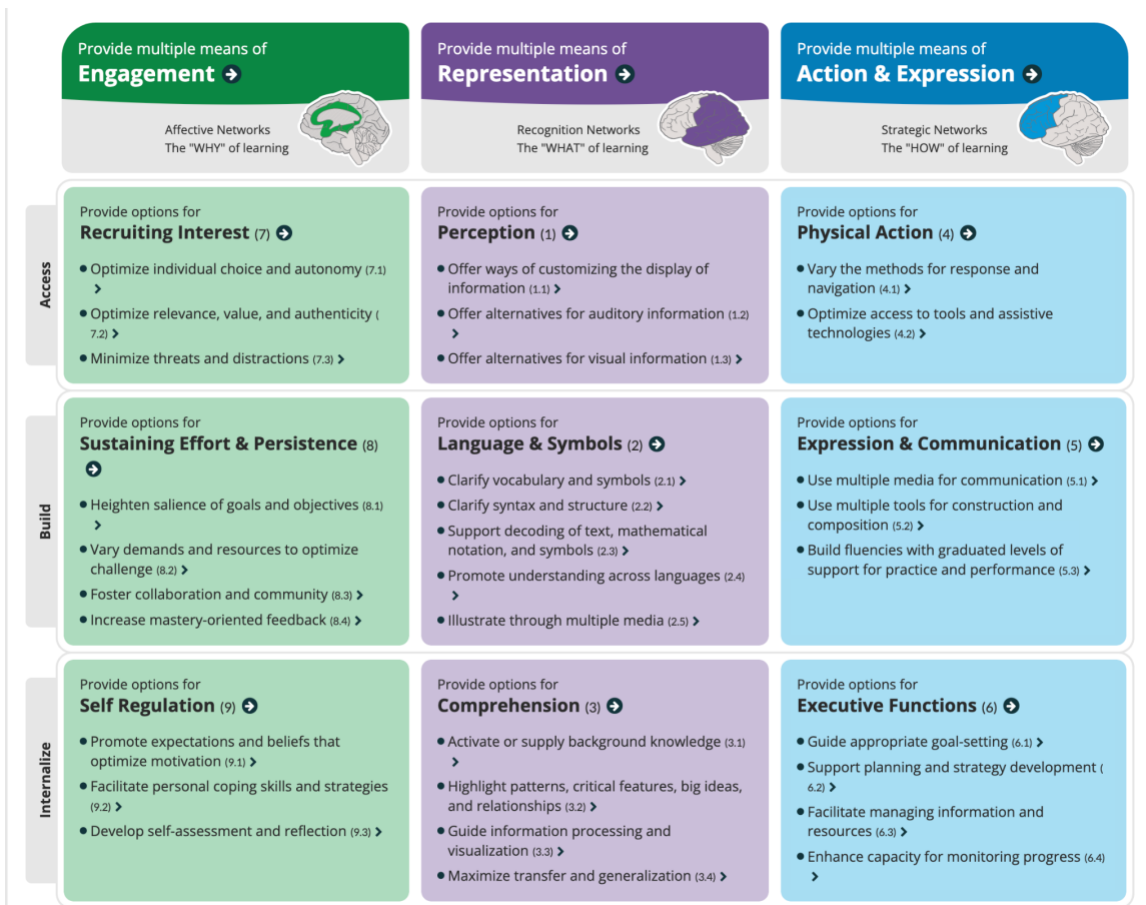 Provide multiple means of
Engagement
Affective Networks
The "WHY" of learning
Provide multiple means of
Representation
Recognition Networks
The "WHAT" of learning
Provide multiple means of
Action & Expression
Strategic Networks
The "HOW" of learning
Access
Provide options for
Recruiting Interest (7)
• Optimize individual choice and autonomy (7.1)
• Optimize relevance, value, and authenticity (
7.2)
• Minimize threats and distractions (7.3)
Provide options for
Perception (1)
• Offer ways of customizing the display of
information (1.1)
• Offer alternatives for auditory information (1.2)
• Offer alternatives for visual information (1.3)
Provide options for
Physical Action (4)
• Vary the methods for response and
navigation (4.1)
• Optimize access to tools and assistive
technologies (4.2)
Build
Provide options for
Sustaining Effort & Persistence (8)
• Heighten salience of goals and objectives (8.1)
• Vary demands and resources to optimize
challenge (8.2)
• Foster collaboration and community (8.3)
• Increase mastery-oriented feedback (8.4)
Provide options for
Language & Symbols (2)
• Clarify vocabulary and symbols (2.1)
• Clarify syntax and structure (2.2)
• Support decoding of text, mathematical
notation, and symbols (2.3)
• Promote understanding across languages (2.4)
• Illustrate through multiple media (2.5)
Provide options for
Expression & Communication (5)
• Use multiple media for communication (5.1)
• Use multiple tools for construction and
composition (5.2)
• Build fluencies with graduated levels of
support for practice and performance (5.3)
Internalize
Provide options for
Self Regulation (9)
• Promote expectations and beliefs that
optimize motivation (9.1)
• Facilitate personal coping skills and strategies
(9.2)
• Develop self-assessment and reflection (9.3)
Provide options for
Comprehension (3)
• Activate or supply background knowledge (3.1)
• Highlight patterns, critical features, big ideas,
and relationships (3.2)
• Guide information processing and
visualization (3.3)
• Maximize transfer and generalization (3.4)
Provide options for
Executive Functions (6)
• Guide appropriate goal-setting (6.1)
• Support planning and strategy development (
6.2)
• Facilitate managing information and
resources (6.3)
• Enhance capacity for monitoring progress (6.4)